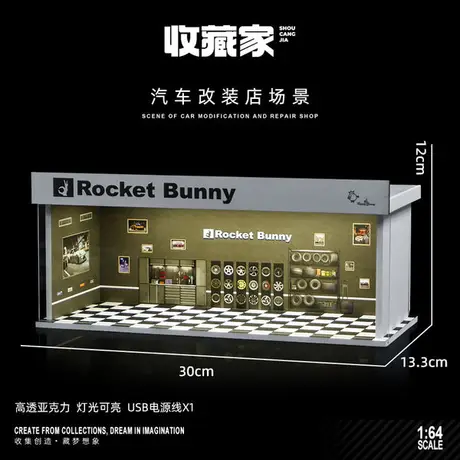 收藏家
SHOU
CANG
JIA
汽车改装店场景
SCENE OF CAR MODIFICATION AND REPAIR SHOP
12cm
Rocket Bunny
Rocket Bunny
30cm
13.3cm
高透亚克力 灯光可亮 USB电源线X1
CREATE FROM COLLECTIONS, DREAM IN IMAGINATION
收集创造·藏梦想象
1:64
SCALE